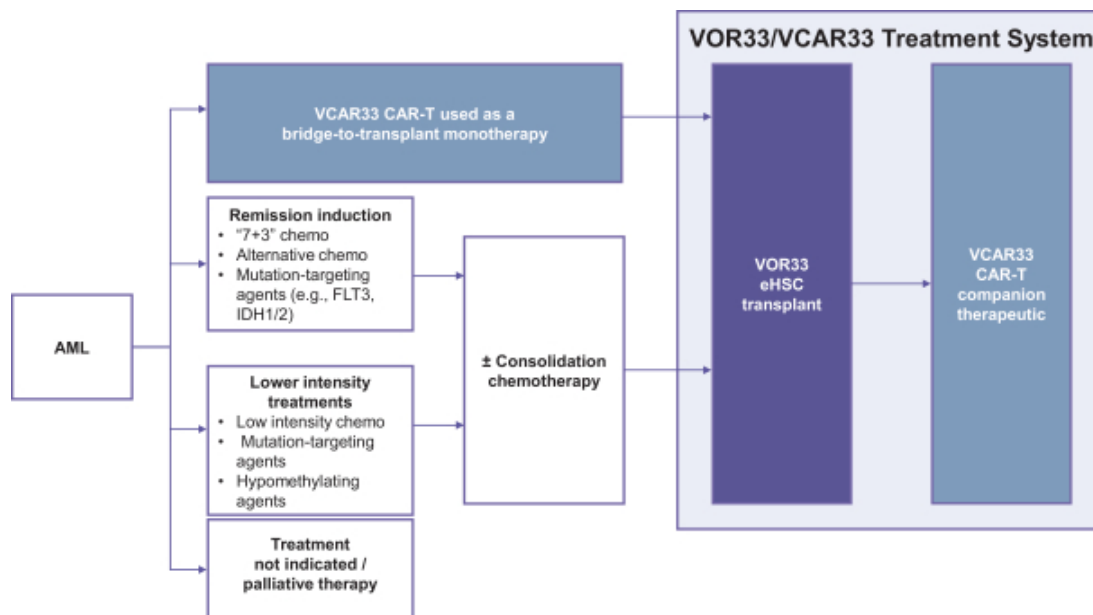 VOR33/VCAR33 Treatment System
VCAR33 CAR-T used as a
bridge-to-transplant monotherapy
Remission induction
• “7+3” chemo
• Alternative chemo
• Mutation-targeting
agents (e.g., FLT3,
IDH1/2)
AML
Lower intensity
treatments
• Low intensity chemo
• Mutation-targeting
agents
• Hypomethylating
agents
Treatment
not indicated /
palliative therapy
± Consolidation
chemotherapy
VOR33
eHSC
transplant
VCAR33
CAR-T
companion
therapeutic